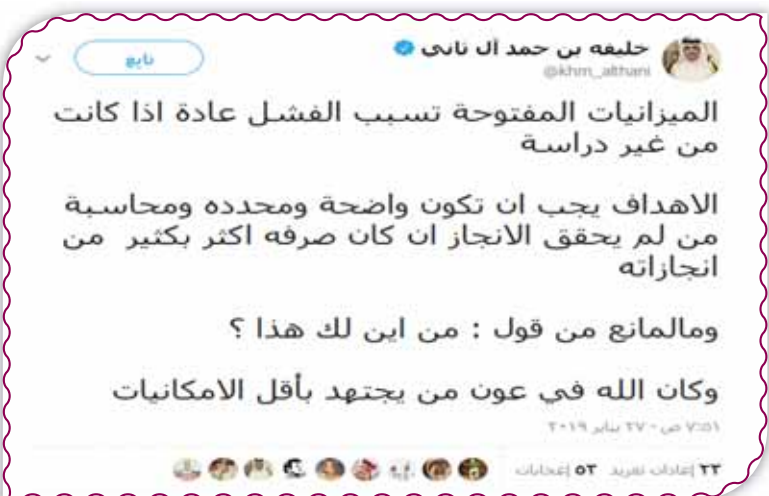 خليفه بن حمد آل ثاني
@khm_althani
تابع
الميزانيات المفتوحة تسبب الفشل عادة اذا كانت
من غير دراسة
الاهداف يجب ان تكون واضحة ومحدده ومحاسبة
من لم يحقق الانجاز ان كان صرفه اكثر بكثير من
انجازاته
ومالمانع من قول : من اين لك هذا ؟
وكان الله في عون من يجتهد بأقل الامكانيات
٧:٥١ ص - ٢٧ يناير ٢٠١٩
٢٣ إعادات تغريد ٥٣ إعجابات